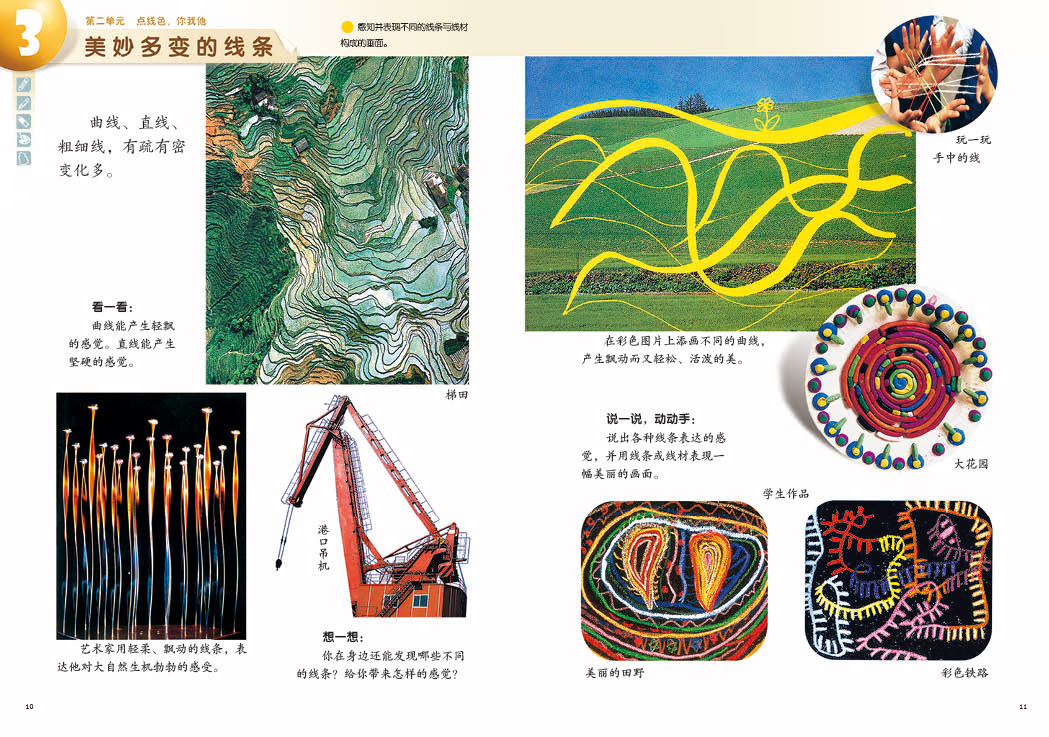 3
第二单元 点线色，你我他
美妙多变的线条
感知并表现不同的线条与线材
构成的画面。
曲线、直线、
粗细线，有疏有密
变化多。
看一看：
曲线能产生轻飘
的感觉。直线能产生
坚硬的感觉。
梯田
艺术家用轻柔、飘动的线条，表
达他对大自然生机勃勃的感受。
港口吊机
想一想：
你在身边还能发现哪些不同
的线条？给你带来怎样的感觉？
10
玩一玩
手中的线
在彩色图片上添画不同的曲线，
产生飘动而又轻松、活泼的美。
说一说，动动手：
说出各种线条表达的感
觉，并用线条或线材表现一
幅美丽的画面。
大花园
学生作品
美丽的田野
彩色铁路
11